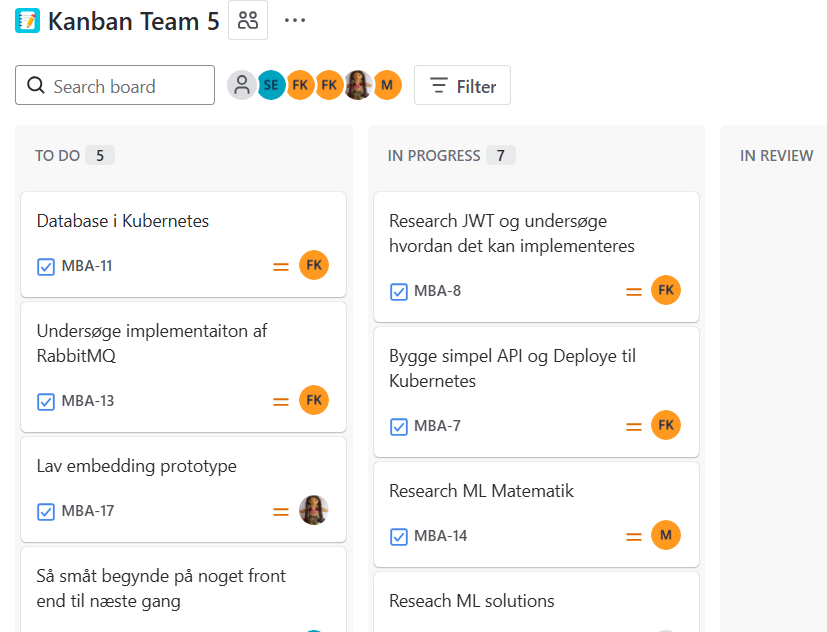 Kanban Team 5
Search board
SE FK FK M
Filter
TO DO 5
Database i Kubernetes
MBA-11 FK
Undersøge implementaiton af
RabbitMQ
MBA-13 FK
Lav embedding prototype
MBA-17
Så småt begynde på noget front
end til næste gang
IN PROGRESS 7
Research JWT og undersøge
hvordan det kan implementeres
MBA-8 FK
Bygge simpel API og Deploye til
Kubernetes
MBA-7 FK
Research ML Matematik
MBA-14 M
Reseach ML solutions
IN REVIEW